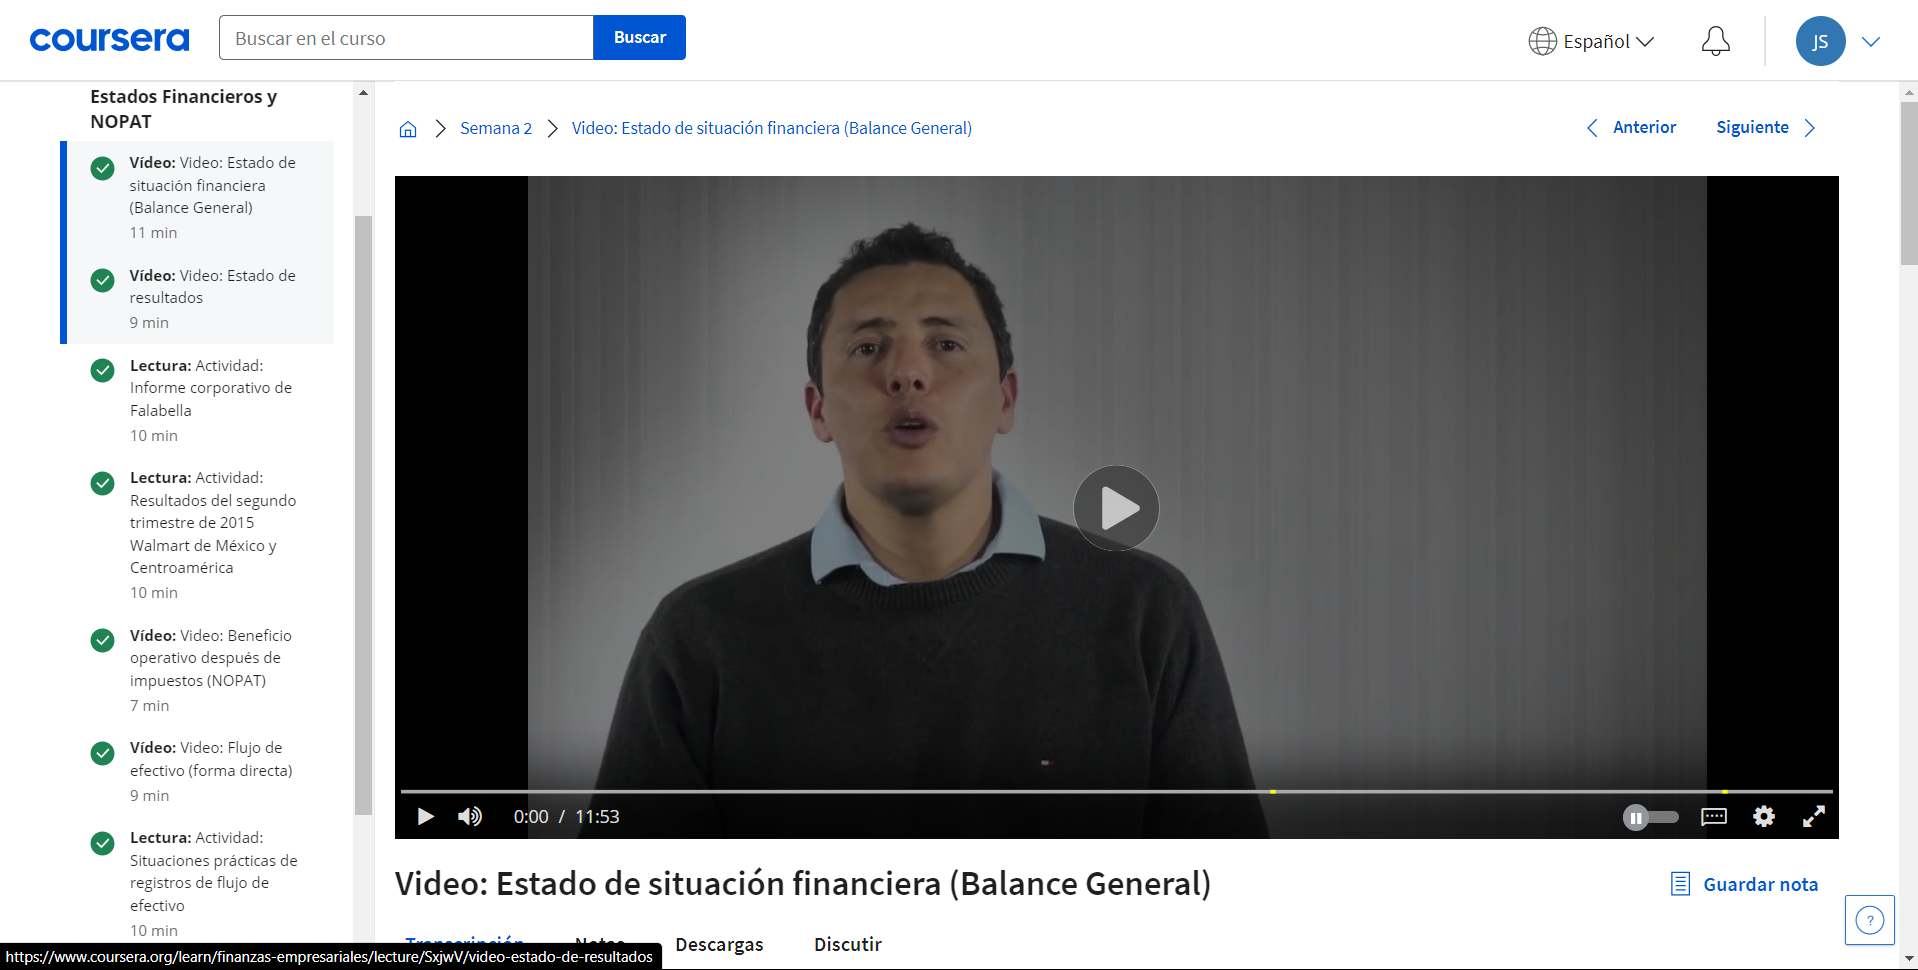 coursera
Buscar en el curso
Buscar
Español
JS
Estados Financieros y
NOPAT
Vídeo: Video: Estado de
situación financiera
(Balance General)
11 min
Vídeo: Video: Estado de
resultados
9 min
Lectura: Actividad:
Informe corporativo de
Falabella
10 min
Lectura: Actividad:
Resultados del segundo
trimestre de 2015
Walmart de México y
Centroamérica
10 min
Vídeo: Video: Beneficio
operativo después de
impuestos (NOPAT)
7 min
Vídeo: Video: Flujo de
efectivo (forma directa)
9 min
Lectura: Actividad:
Situaciones prácticas de
registros de flujo de
efectivo
10 min
Semana 2
Video: Estado de situación financiera (Balance General)
Anterior
Siguiente
0:00 / 11:53
Video: Estado de situación financiera (Balance General)
Guardar nota
Transcripción
Notas
Descargas
Discutir
?
https://www.coursera.org/learn/finanzas-empresariales/lecture/SxjwV/video-estado-de-resultados